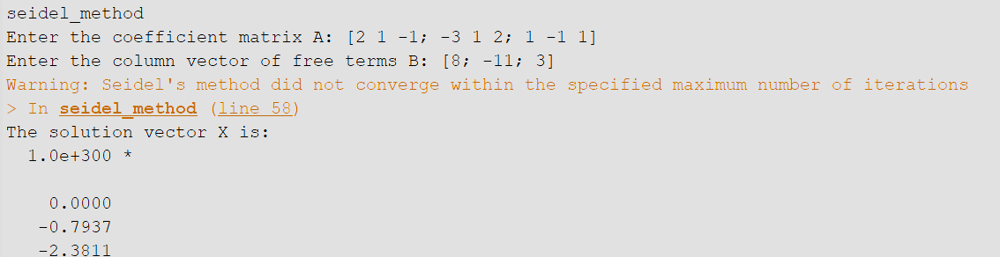 seidel_method
Enter the coefficient matrix A: [2 1 -1; -3 1 2; 1 -1 1]
Enter the column vector of free terms B: [8; -11; 3]
Warning: Seidel's method did not converge within the specified maximum number of iterations
> In seidel_method (line 58)
The solution vector X is:
1.0e+300 *
0.0000
-0.7937
-2.3811